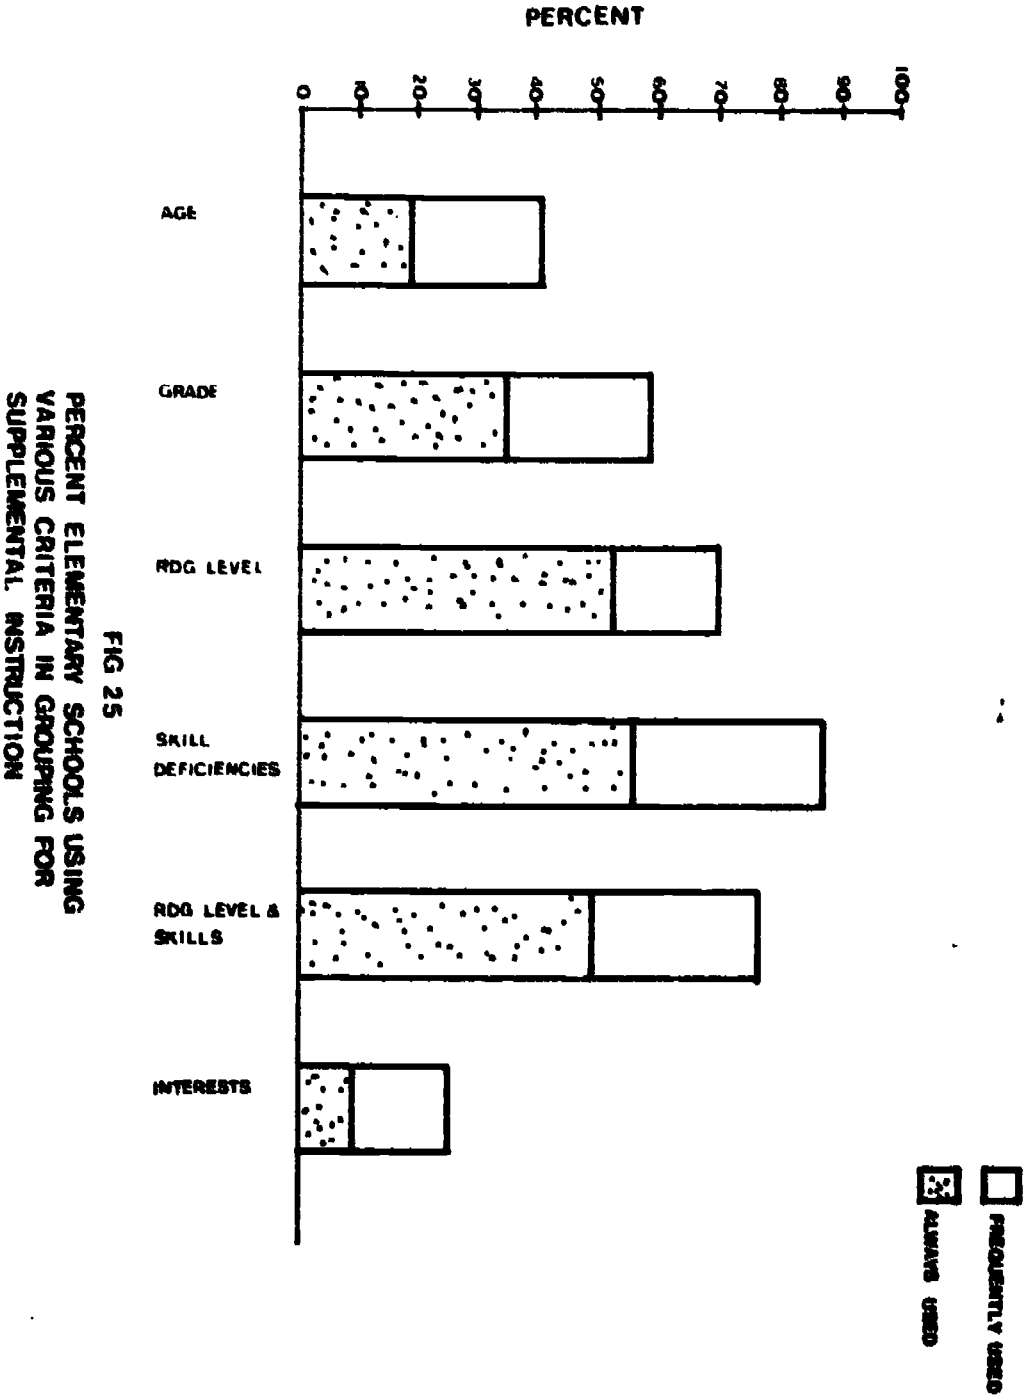 PERCENT
100
90
80
70
60
50
40
30
20
10
0
AGE
GRADE
RDG LEVEL
SKILL
DEFICIENCIES
RDG LEVEL &
SKILLS
INTERESTS
FREQUENTLY USED
ALWAYS USED
FIG 25
PERCENT ELEMENTARY SCHOOLS USING
VARIOUS CRITERIA IN GROUPING FOR
SUPPLEMENTAL INSTRUCTION